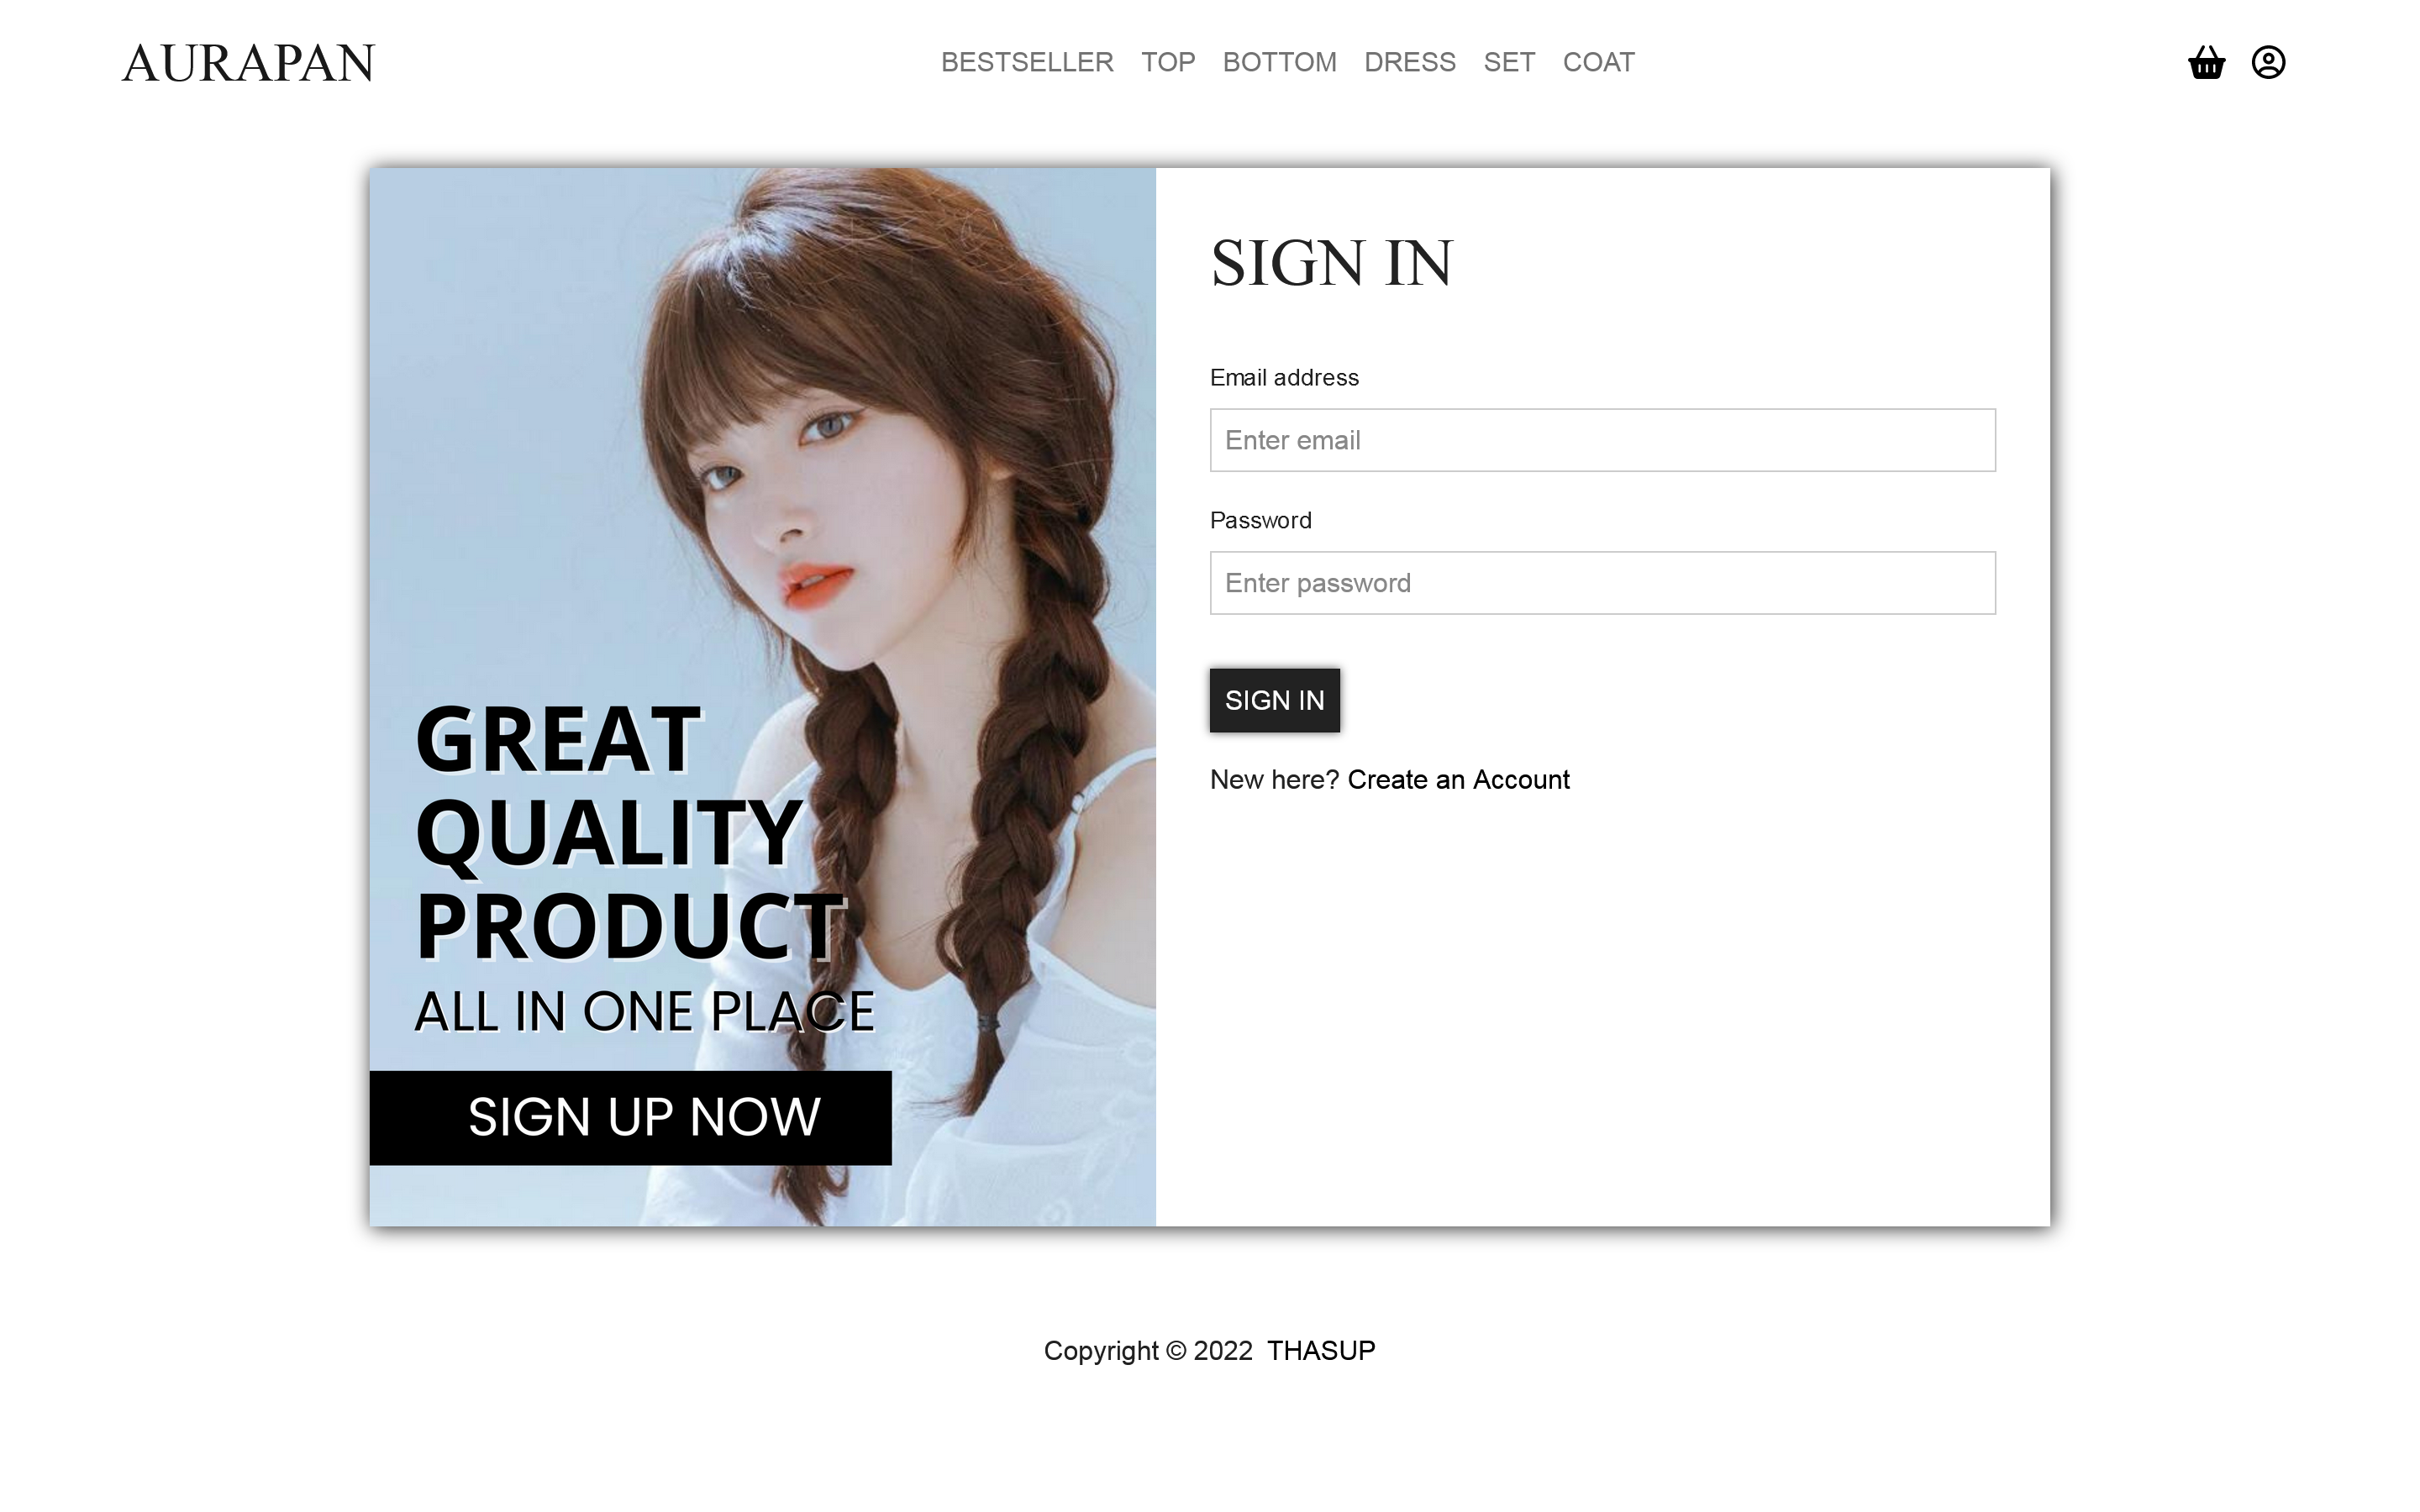 AURAPAN
BESTSELLER TOP BOTTOM DRESS SET COAT
GREAT
QUALITY
PRODUCT
ALL IN ONE PLACE
SIGN UP NOW
SIGN IN
Email address
Enter email
Password
Enter password
SIGN IN
New here? Create an Account
Copyright © 2022 THASUP